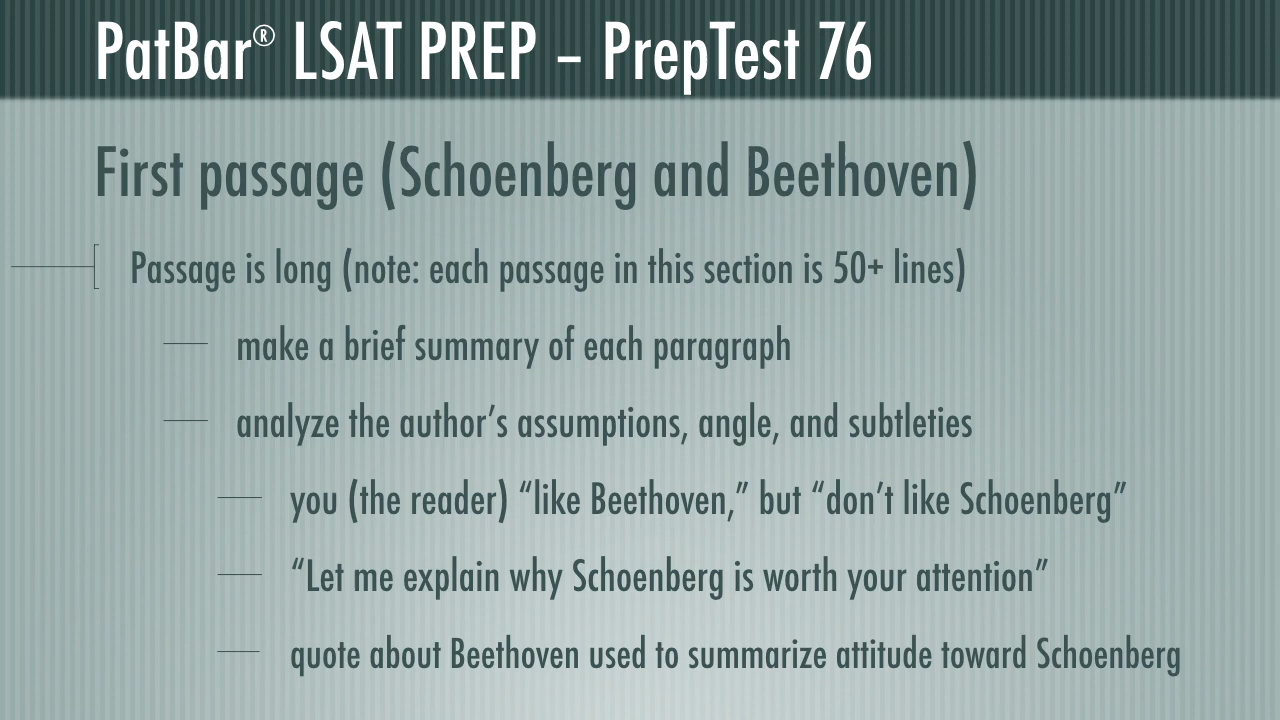 PatBar® LSAT PREP – PrepTest 76
First passage (Schoenberg and Beethoven)
Passage is long (note: each passage in this section is 50+ lines)
make a brief summary of each paragraph
analyze the author’s assumptions, angle, and subtleties
you (the reader) “like Beethoven,” but “don’t like Schoenberg”
“Let me explain why Schoenberg is worth your attention”
quote about Beethoven used to summarize attitude toward Schoenberg